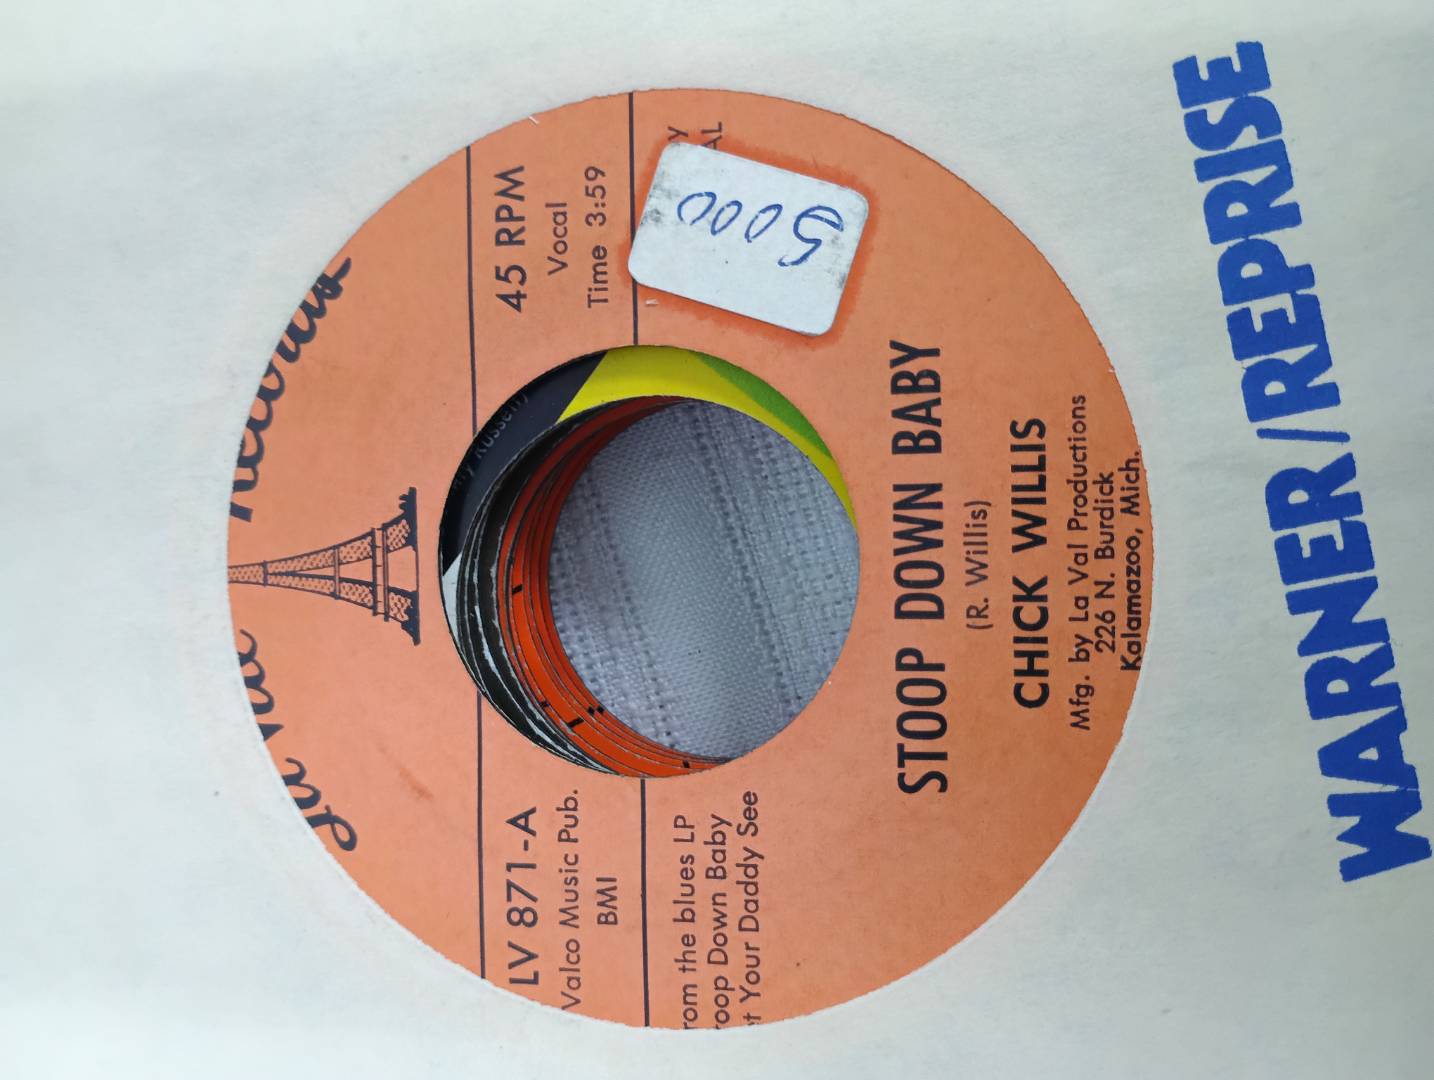 Records
LV 871-A
Valco Music Pub.
BMI
45 RPM
Vocal
Time 3:59
rom the blues LP
oop Down Baby
t Your Daddy See
5000
STOOP DOWN BABY
(R. Willis)
CHICK WILLIS
Mfg. by La Val Productions
226 N. Burdick
Kalamazoo, Mich.
WARNER/REPRISE